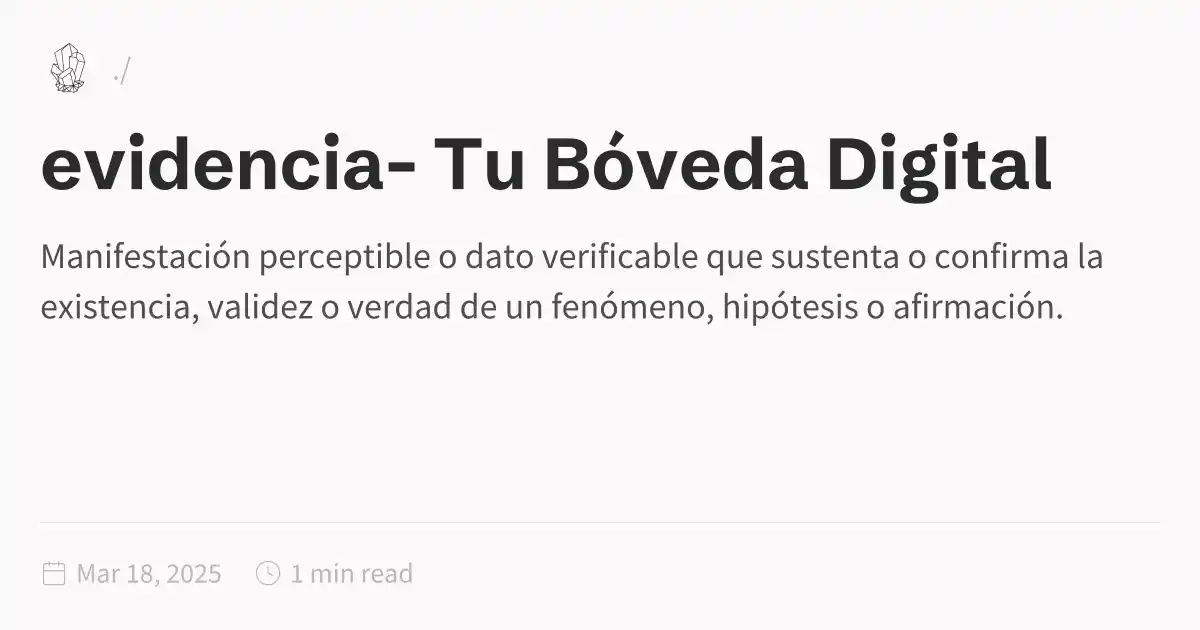 ./
evidencia- Tu Bóveda Digital
Manifestación perceptible o dato verificable que sustenta o confirma la
existencia, validez o verdad de un fenómeno, hipótesis o afirmación.
Mar 18, 2025 1 min read